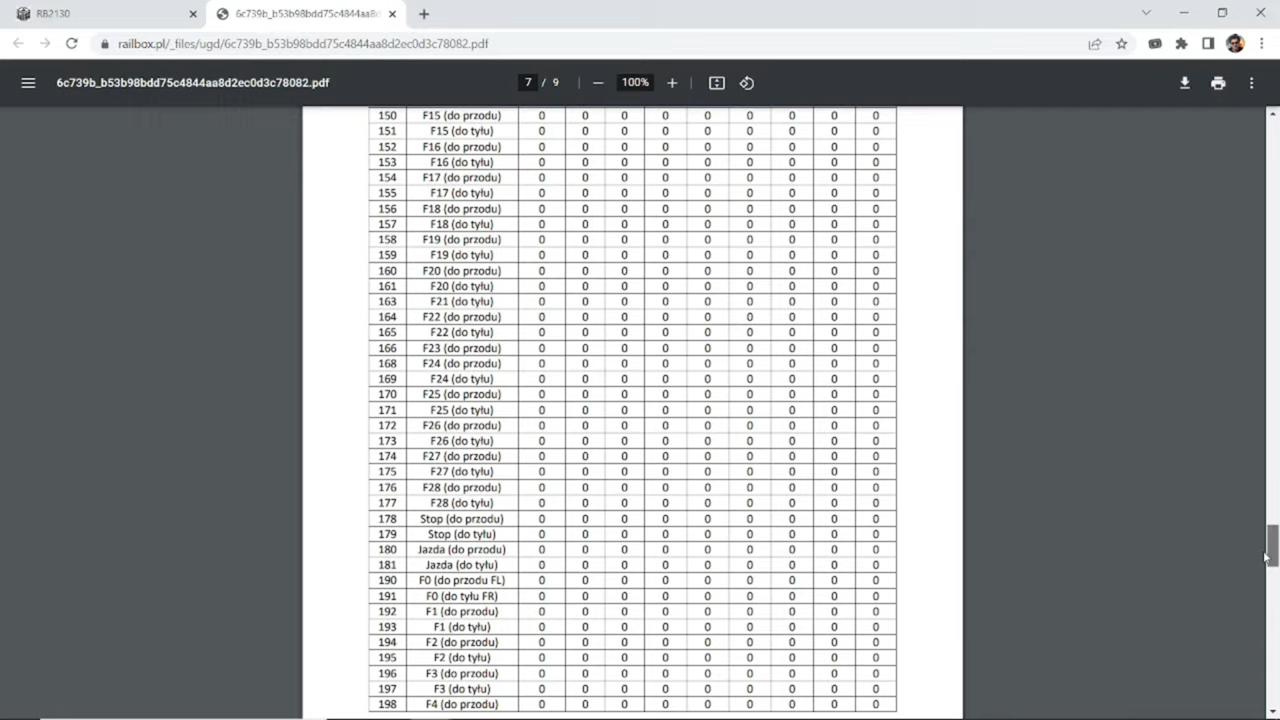 RB2130
6c739b_b53b98bdd75c4844aa8d
railbox.pl/_files/ugd/6c739b_b53b98bdd75c4844aa8d2ec0d3c78082.pdf
6c739b_b53b98bdd75c4844aa8d2ec0d3c78082.pdf 7 / 9 100%
150 F15 (do przodu) 0 0 0 0 0 0 0 0 0
151 F15 (do tyłu) 0 0 0 0 0 0 0 0 0
152 F16 (do przodu) 0 0 0 0 0 0 0 0 0
153 F16 (do tyłu) 0 0 0 0 0 0 0 0 0
154 F17 (do przodu) 0 0 0 0 0 0 0 0 0
155 F17 (do tyłu) 0 0 0 0 0 0 0 0 0
156 F18 (do przodu) 0 0 0 0 0 0 0 0 0
157 F18 (do tyłu) 0 0 0 0 0 0 0 0 0
158 F19 (do przodu) 0 0 0 0 0 0 0 0 0
159 F19 (do tyłu) 0 0 0 0 0 0 0 0 0
160 F20 (do przodu) 0 0 0 0 0 0 0 0 0
161 F20 (do tyłu) 0 0 0 0 0 0 0 0 0
163 F21 (do tyłu) 0 0 0 0 0 0 0 0 0
164 F22 (do przodu) 0 0 0 0 0 0 0 0 0
165 F22 (do tyłu) 0 0 0 0 0 0 0 0 0
166 F23 (do przodu) 0 0 0 0 0 0 0 0 0
168 F24 (do przodu) 0 0 0 0 0 0 0 0 0
169 F24 (do tyłu) 0 0 0 0 0 0 0 0 0
170 F25 (do przodu) 0 0 0 0 0 0 0 0 0
171 F25 (do tyłu) 0 0 0 0 0 0 0 0 0
172 F26 (do przodu) 0 0 0 0 0 0 0 0 0
173 F26 (do tyłu) 0 0 0 0 0 0 0 0 0
174 F27 (do przodu) 0 0 0 0 0 0 0 0 0
175 F27 (do tyłu) 0 0 0 0 0 0 0 0 0
176 F28 (do przodu) 0 0 0 0 0 0 0 0 0
177 F28 (do tyłu) 0 0 0 0 0 0 0 0 0
178 Stop (do przodu) 0 0 0 0 0 0 0 0 0
179 Stop (do tyłu) 0 0 0 0 0 0 0 0 0
180 Jazda (do przodu) 0 0 0 0 0 0 0 0 0
181 Jazda (do tyłu) 0 0 0 0 0 0 0 0 0
190 F0 (do przodu FL) 0 0 0 0 0 0 0 0 0
191 F0 (do tyłu FR) 0 0 0 0 0 0 0 0 0
192 F1 (do przodu) 0 0 0 0 0 0 0 0 0
193 F1 (do tyłu) 0 0 0 0 0 0 0 0 0
194 F2 (do przodu) 0 0 0 0 0 0 0 0 0
195 F2 (do tyłu) 0 0 0 0 0 0 0 0 0
196 F3 (do przodu) 0 0 0 0 0 0 0 0 0
197 F3 (do tyłu) 0 0 0 0 0 0 0 0 0
198 F4 (do przodu) 0 0 0 0 0 0 0 0 0